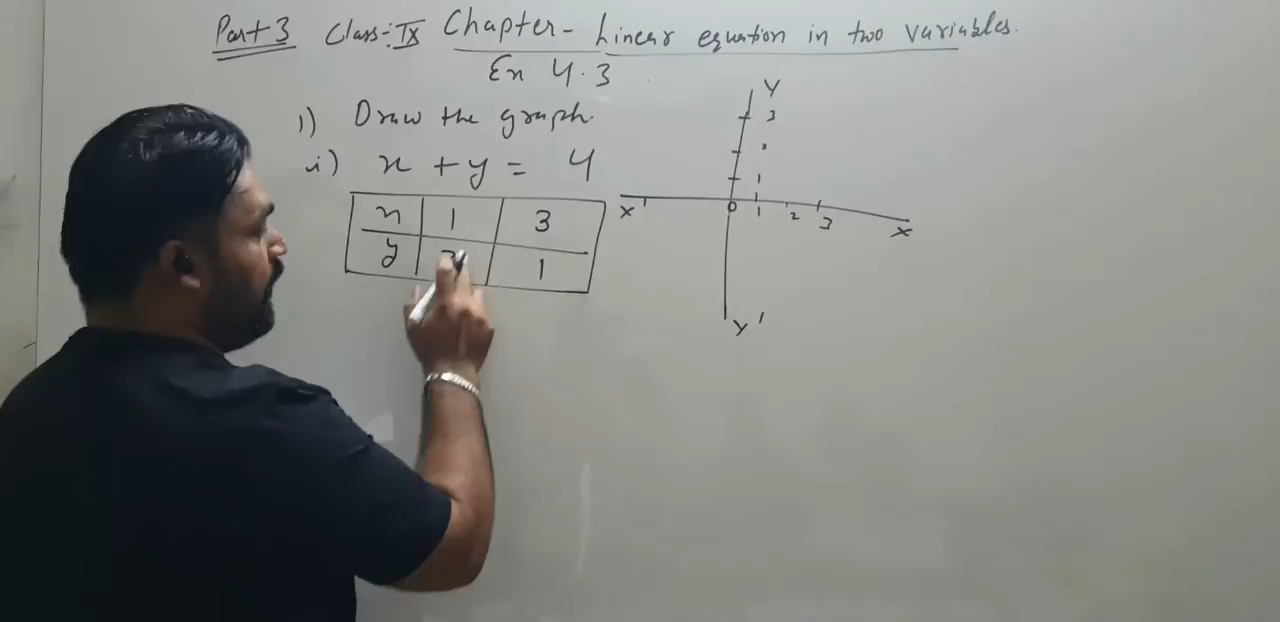 Part 3 Class:- IX Chapter - Linear equation in two variables.
Ex 4.3
1) Draw the graph.
i) x + y = 4
x 1 3
y 1
Y
3
1
X' 0 1 2 3 X
Y'